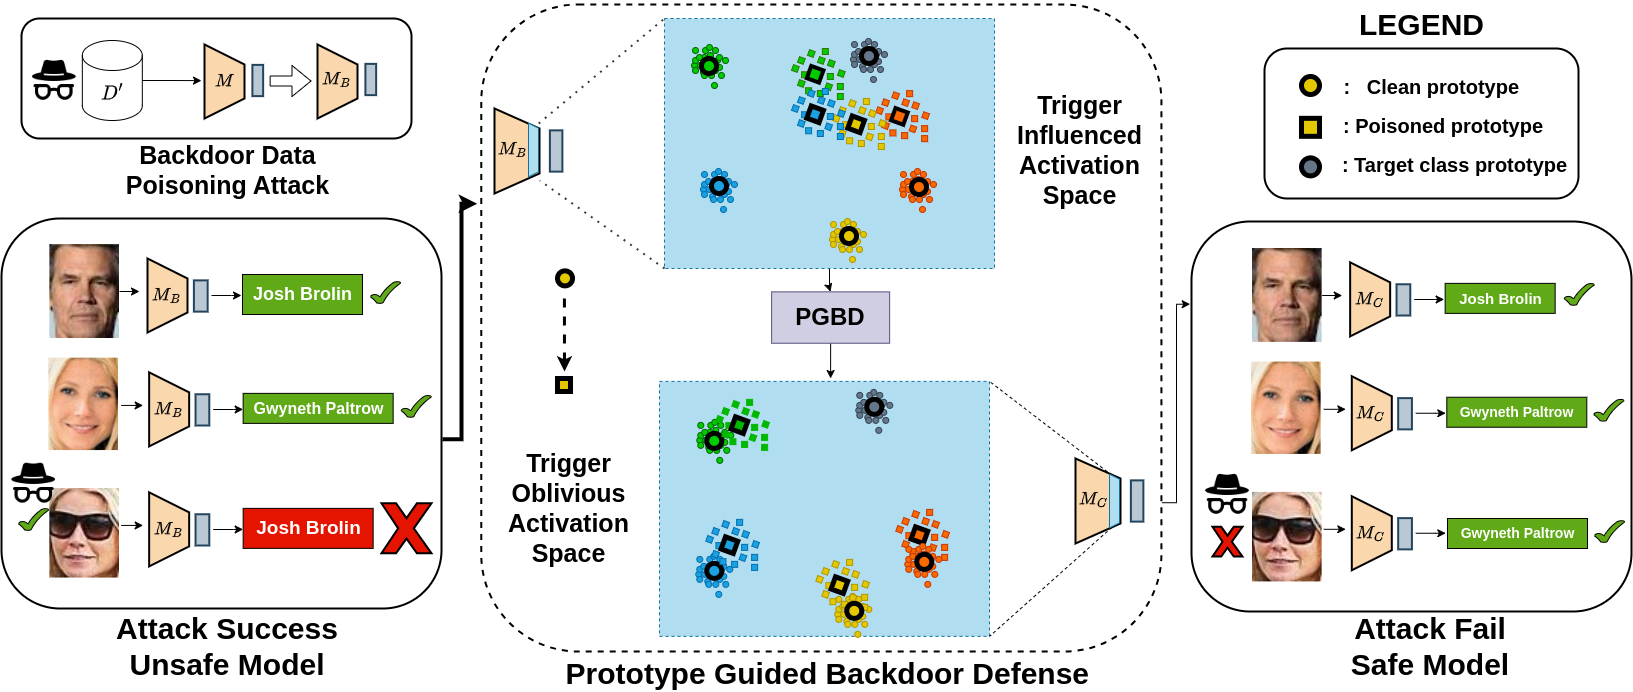 D′
M
M_B
Backdoor Data
Poisoning Attack
M_B
Josh Brolin
M_B
Gwyneth Paltrow
M_B
Josh Brolin
X
Attack Success
Unsafe Model
M_B
Trigger
Influenced
Activation
Space
PGBD
Trigger
Oblivious
Activation
Space
M_C
Prototype Guided Backdoor Defense
LEGEND
: Clean prototype
: Poisoned prototype
: Target class prototype
M_C
Josh Brolin
M_C
Gwyneth Paltrow
X
M_C
Gwyneth Paltrow
Attack Fail
Safe Model